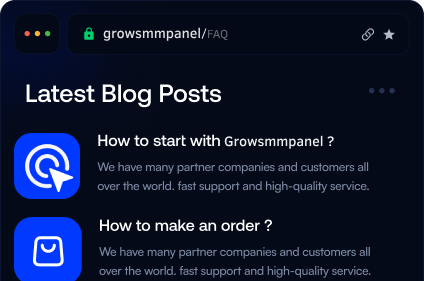 growsmmpanel/FAQ
Latest Blog Posts
How to start with Growsmmpanel ?
We have many partner companies and customers all
over the world. fast support and high-quality service.
How to make an order ?
We have many partner companies and customers all
over the world. fast support and high-quality service.